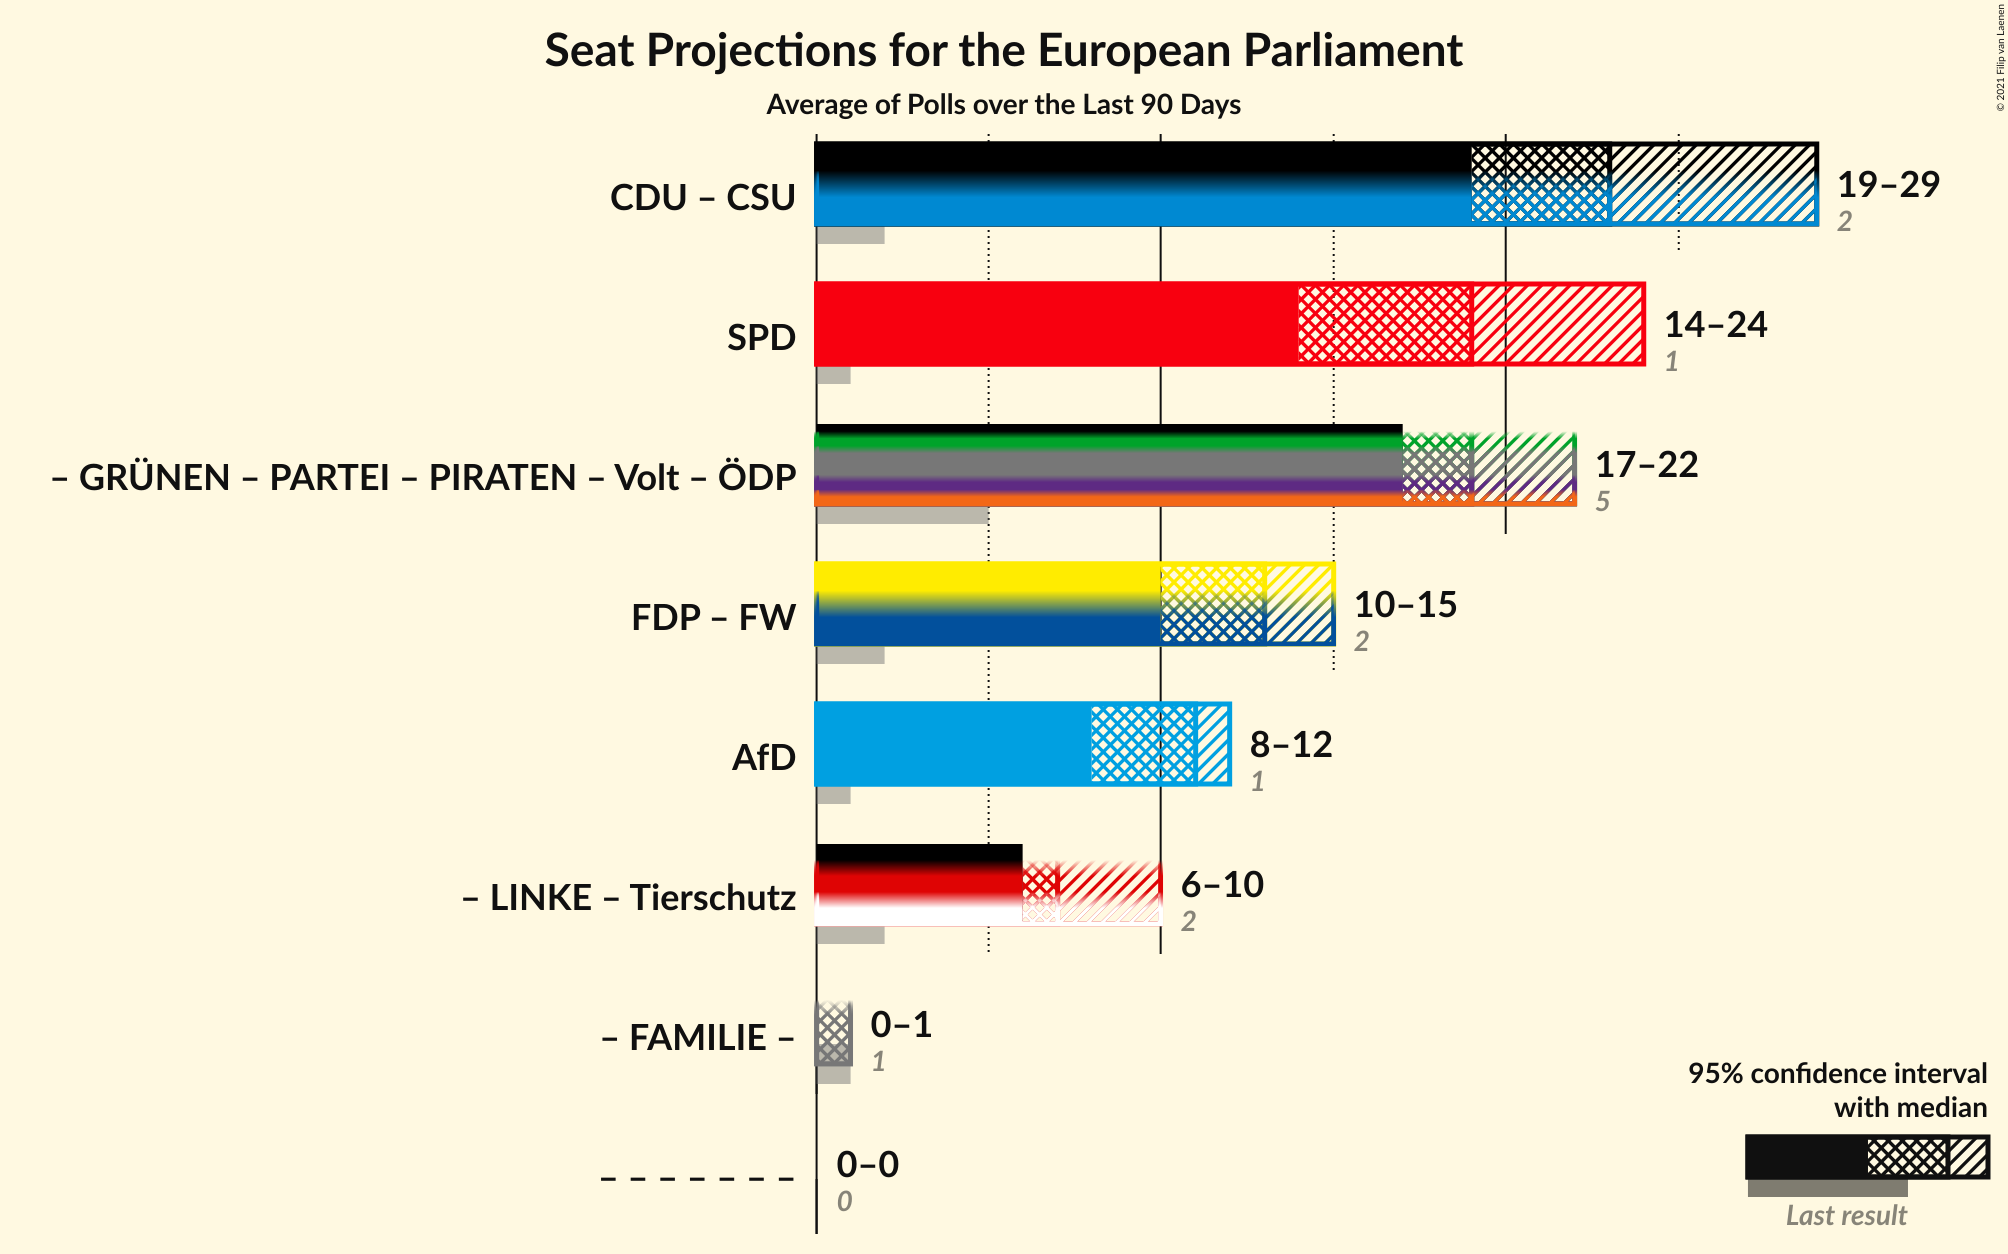 Seat Projections for the European Parliament
Average of Polls over the Last 90 Days
© 2021 Filip van Laenen
CDU – CSU
19–29
2
SPD
14–24
1
– GRÜNEN – PARTEI – PIRATEN – Volt – ÖDP
17–22
5
FDP – FW
10–15
2
AfD
8–12
1
– LINKE – Tierschutz
6–10
2
– FAMILIE –
0–1
1
– – – – – – –
0–0
0
95% confidence interval
with median
Last result